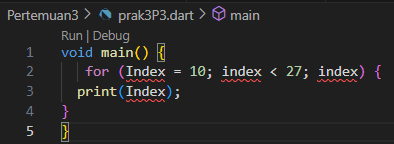 Pertemuan3 > prak3P3.dart > main
Run | Debug
1 void main() {
2 for (Index = 10; index < 27; index) {
3 print(Index);
4 }
5 }